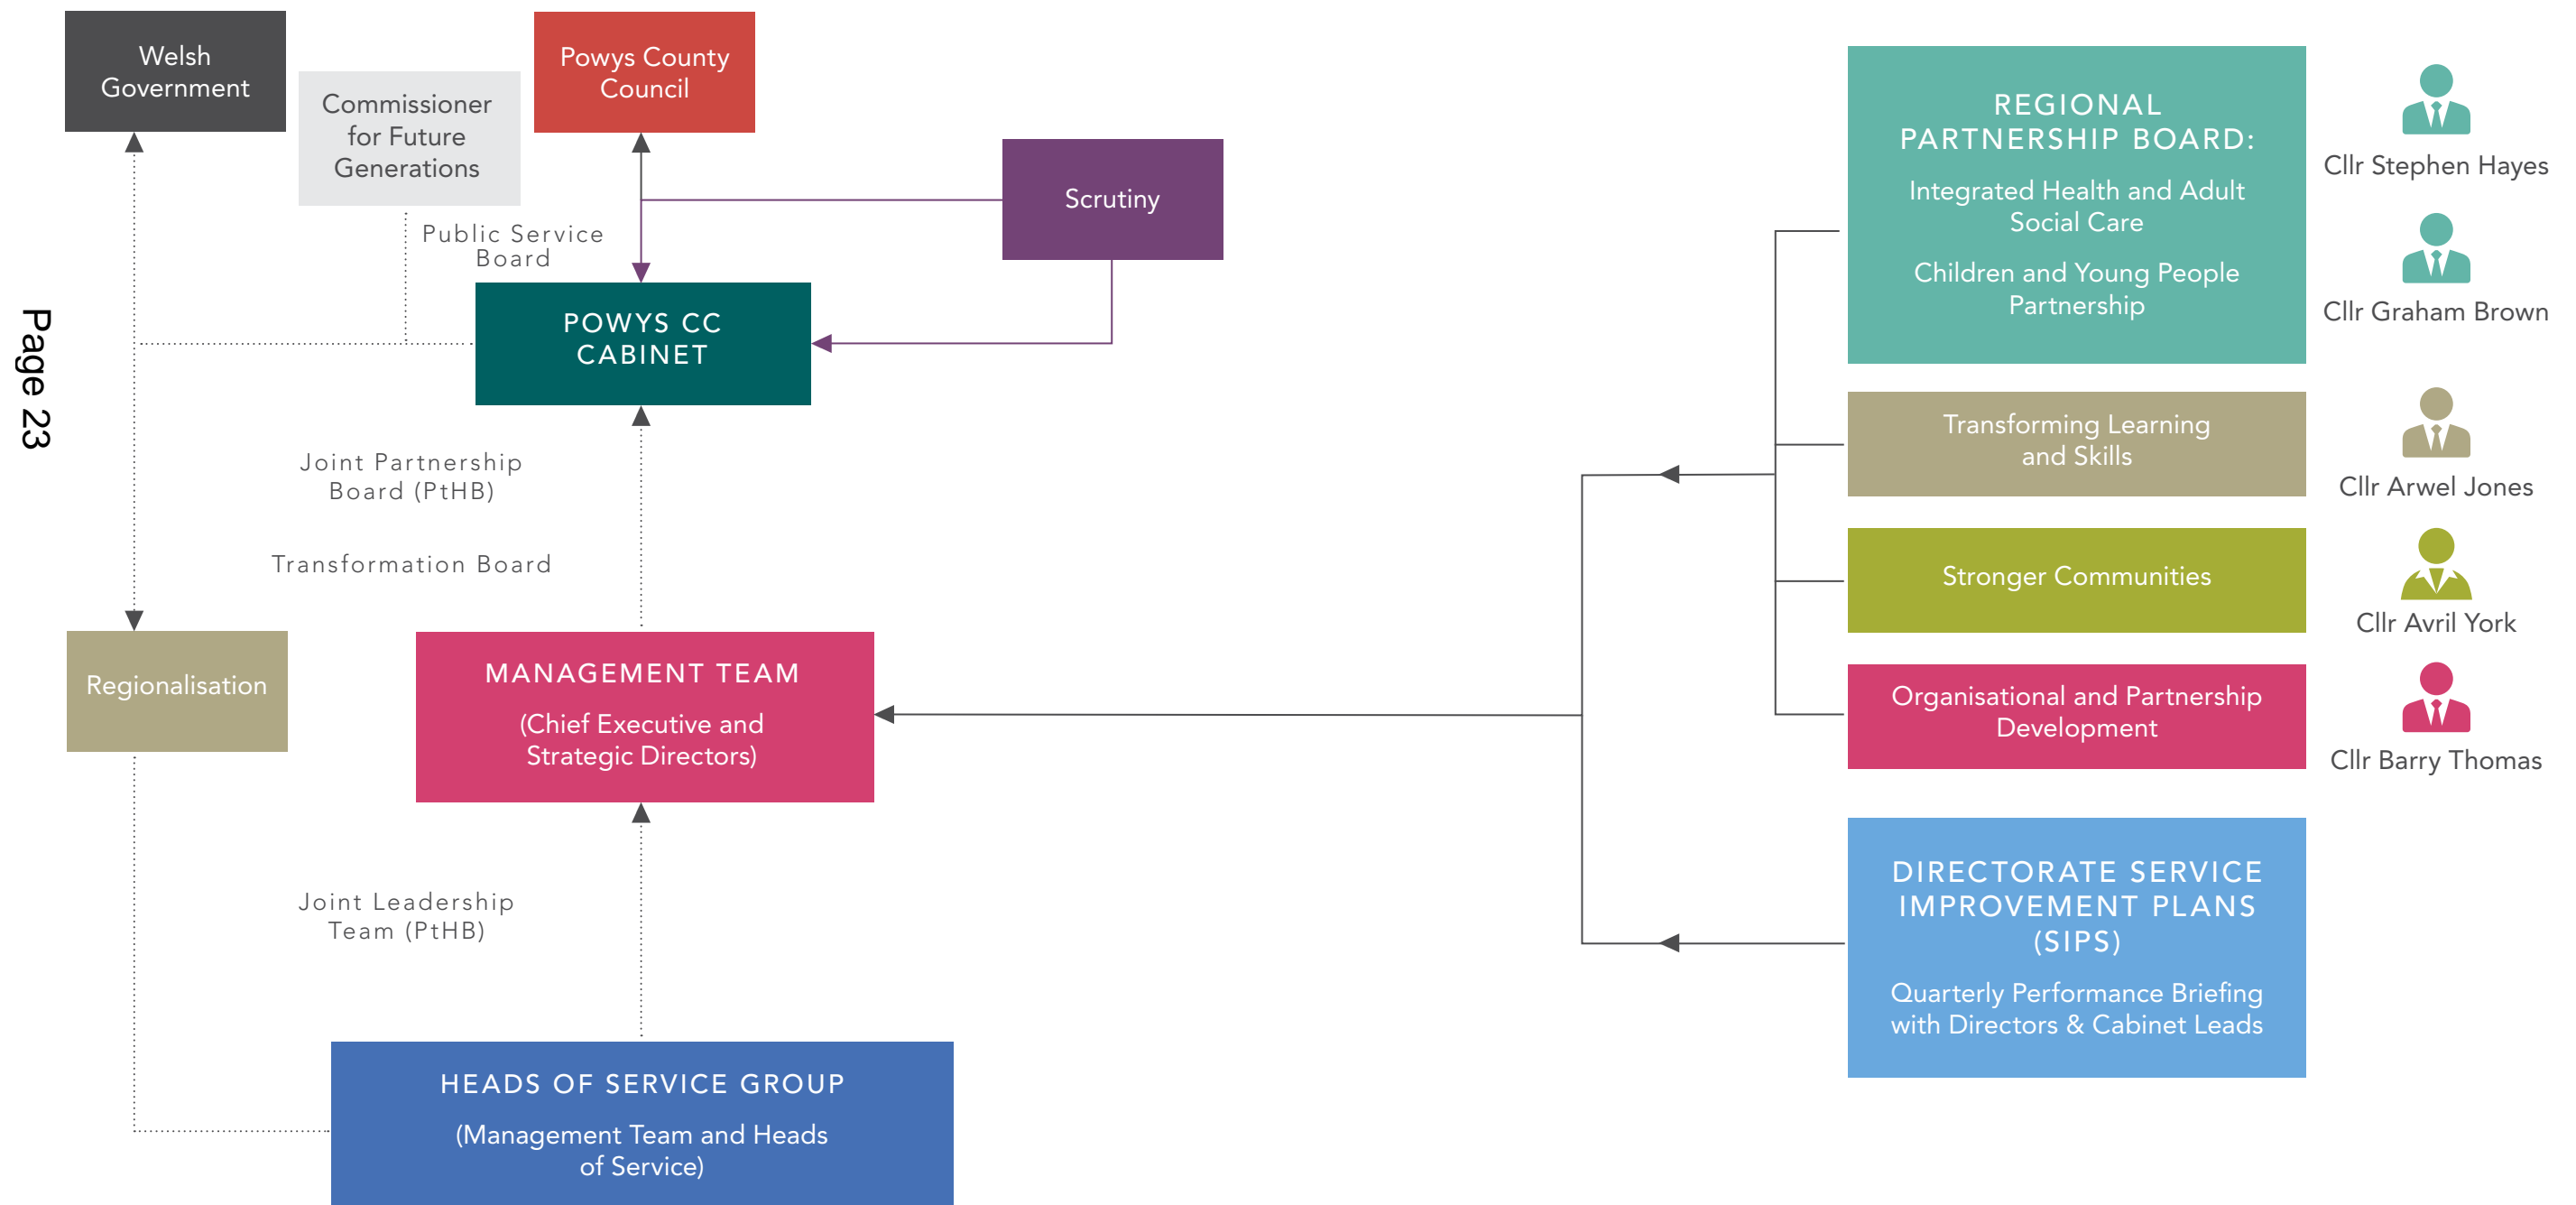 Welsh
Government
Commissioner
for Future
Generations
Powys County
Council
Scrutiny
Public Service
Board
POWYS CC
CABINET
Page 23
Joint Partnership
Board (PtHB)
Transformation Board
Regionalisation
MANAGEMENT TEAM
(Chief Executive and
Strategic Directors)
Joint Leadership
Team (PtHB)
HEADS OF SERVICE GROUP
(Management Team and Heads
of Service)
REGIONAL
PARTNERSHIP BOARD:
Integrated Health and Adult
Social Care
Children and Young People
Partnership
Cllr Stephen Hayes
Cllr Graham Brown
Transforming Learning
and Skills
Cllr Arwel Jones
Stronger Communities
Cllr Avril York
Organisational and Partnership
Development
Cllr Barry Thomas
DIRECTORATE SERVICE
IMPROVEMENT PLANS
(SIPS)
Quarterly Performance Briefing
with Directors & Cabinet Leads